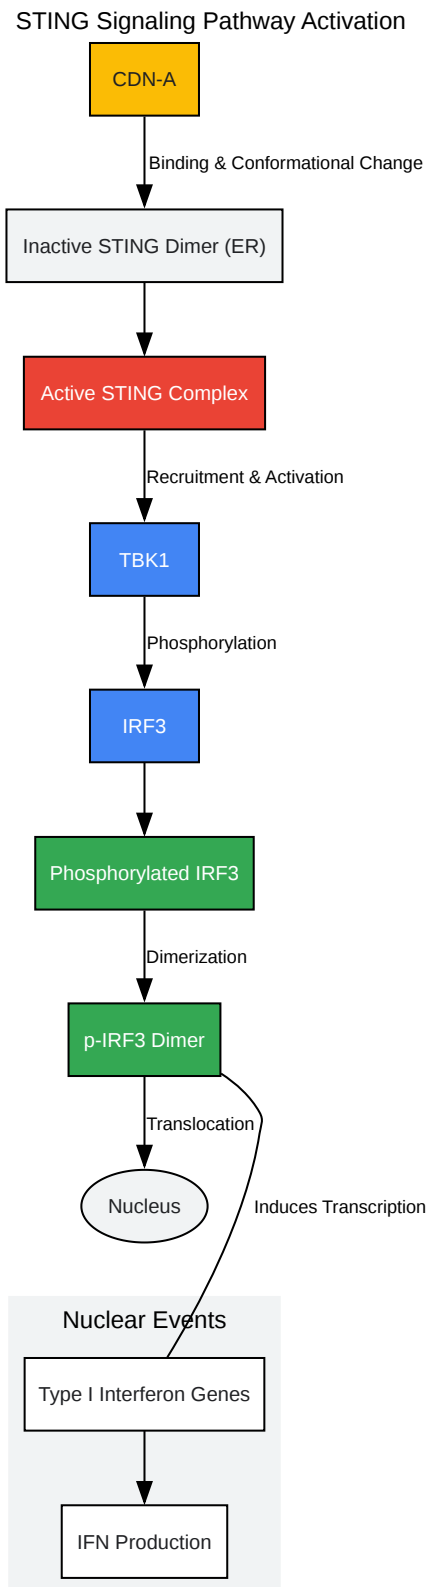 STING Signaling Pathway Activation
CDN-A
Binding & Conformational Change
Inactive STING Dimer (ER)
Active STING Complex
Recruitment & Activation
TBK1
Phosphorylation
IRF3
Phosphorylated IRF3
Dimerization
p-IRF3 Dimer
Translocation
Nucleus
Induces Transcription
Nuclear Events
Type I Interferon Genes
IFN Production